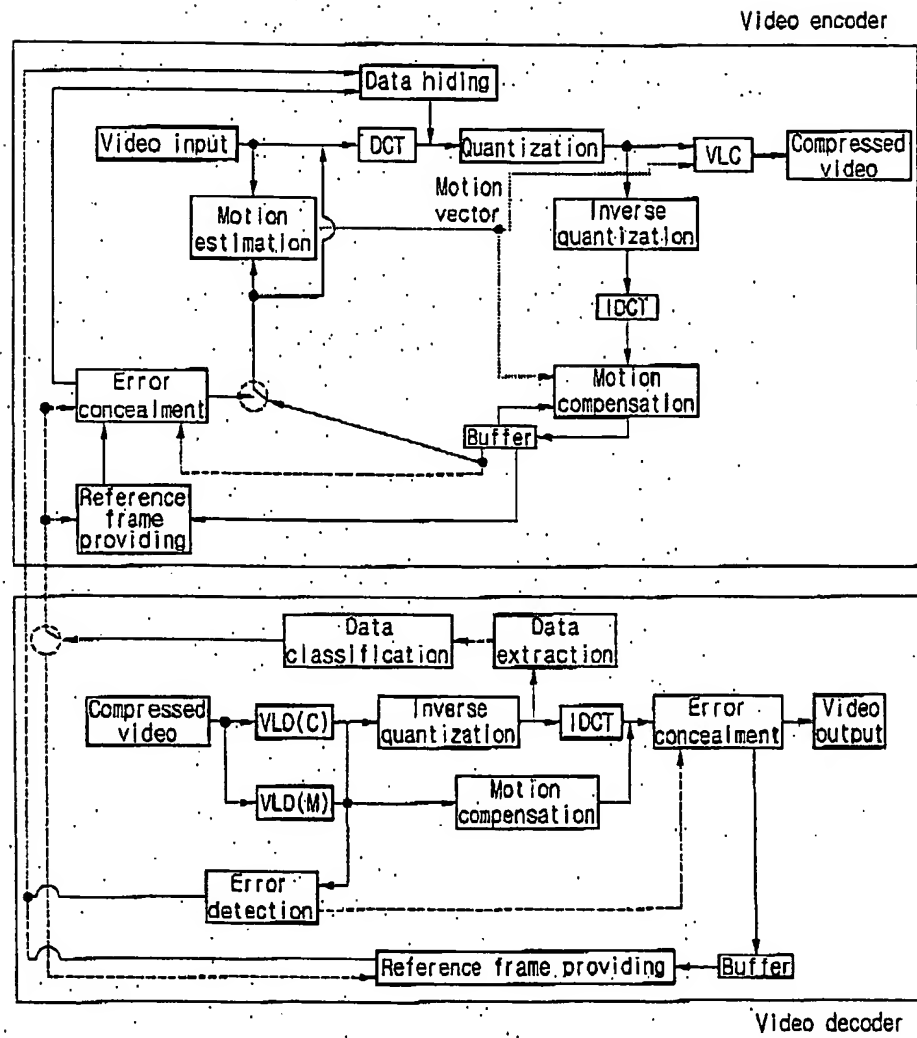 Video encoder
Data hiding
Video input
DCT
Quantization
VLC
Compressed
video
Motion
vector
Motion
estimation
Inverse
quantization
IDCT
Error
concealment
Motion
compensation
Buffer
Reference
frame
providing
Data
classification
Data
extraction
Compressed
video
VLD(C)
Inverse
quantization
IDCT
Error
concealment
Video
output
VLD(M)
Motion
compensation
Error
detection
Reference frame providing
Buffer
Video decoder